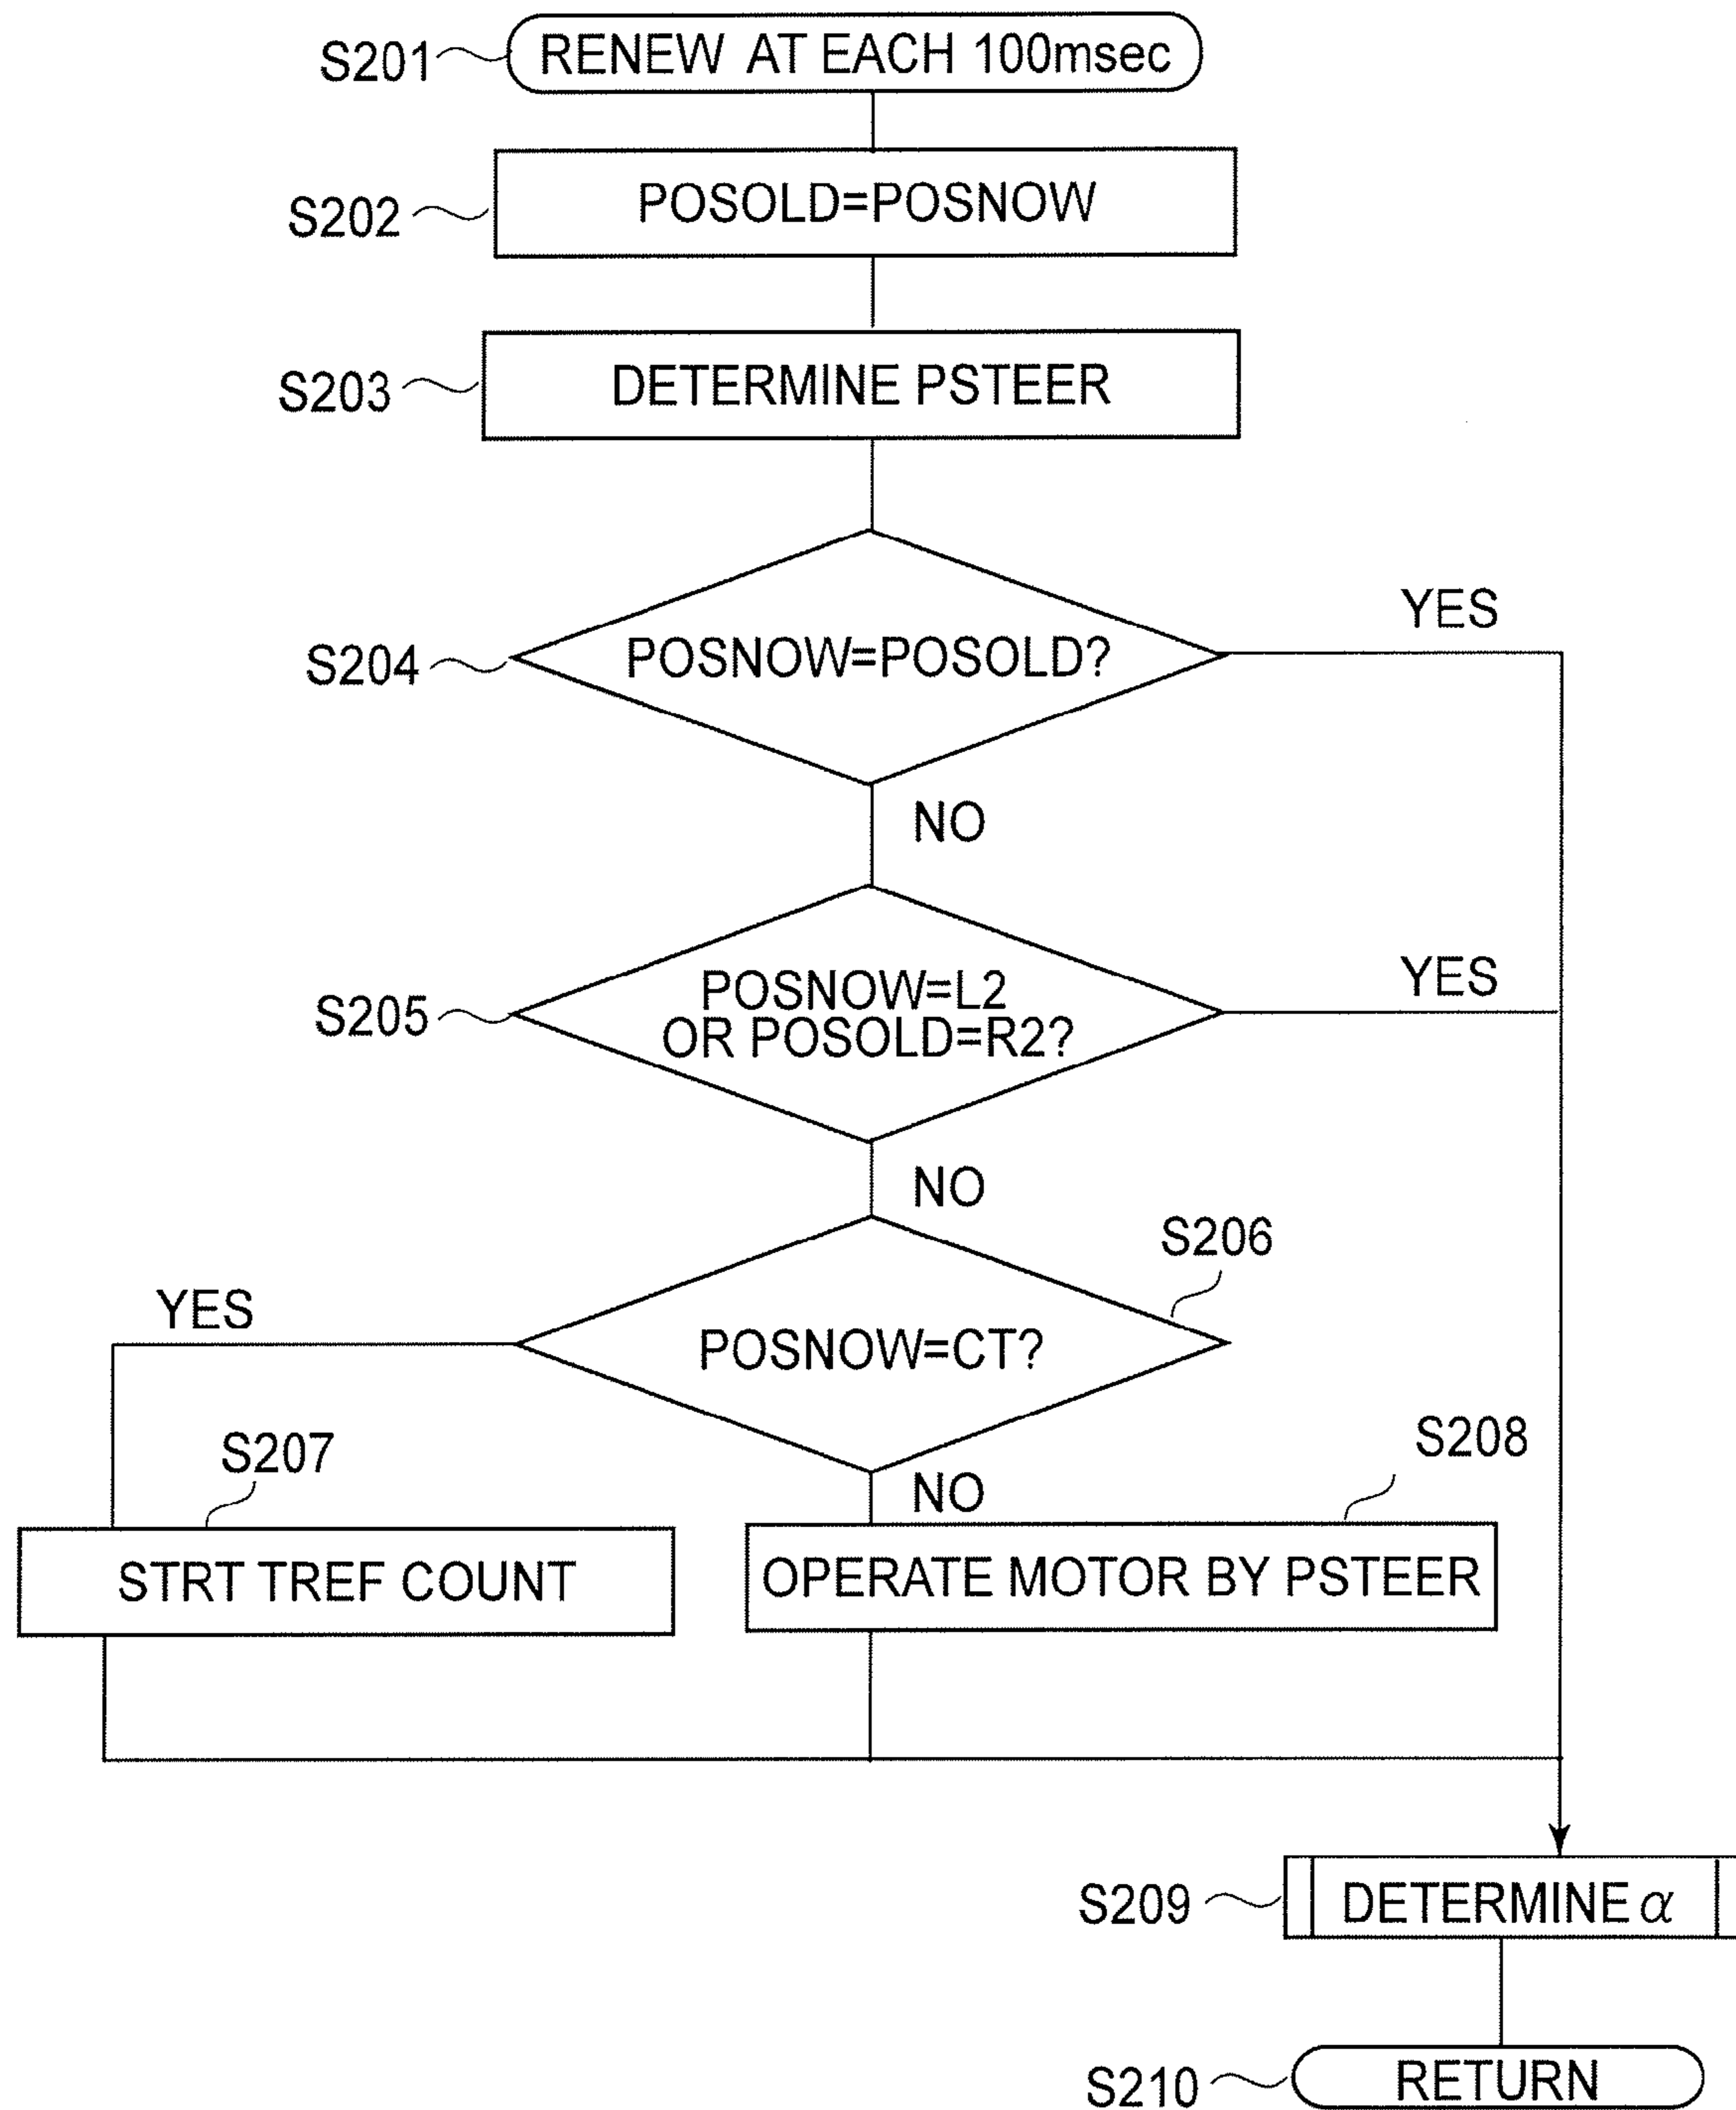 S201
RENEW AT EACH 100msec
S202
POSOLD=POSNOW
S203
DETERMINE PSTEER
S204
POSNOW=POSOLD?
YES
NO
S205
POSNOW=L2
OR POSOLD=R2?
YES
NO
S206
POSNOW=CT?
YES
NO
S207
STRT TREF COUNT
S208
OPERATE MOTOR BY PSTEER
S209
DETERMINE α
S210
RETURN